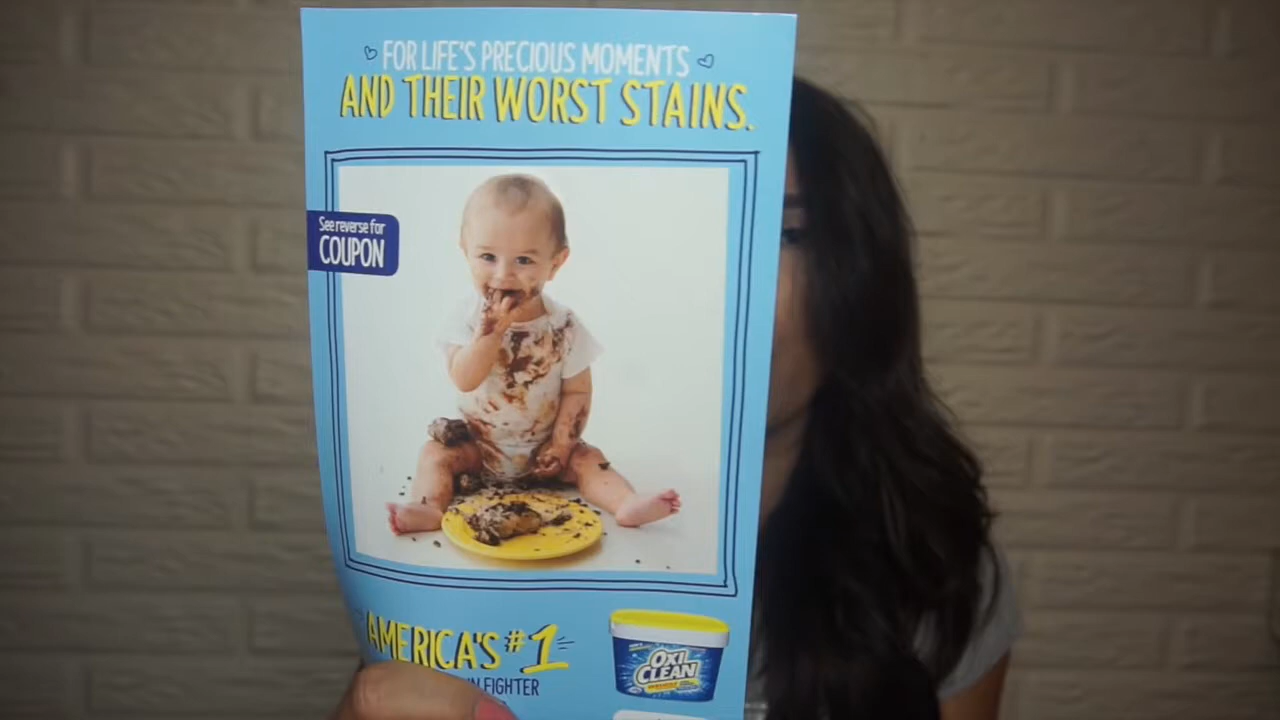 FOR LIFE'S PRECIOUS MOMENTS
AND THEIR WORST STAINS.
See reverse for
COUPON
AMERICA'S #1
FIGHTER
OXI
CLEAN